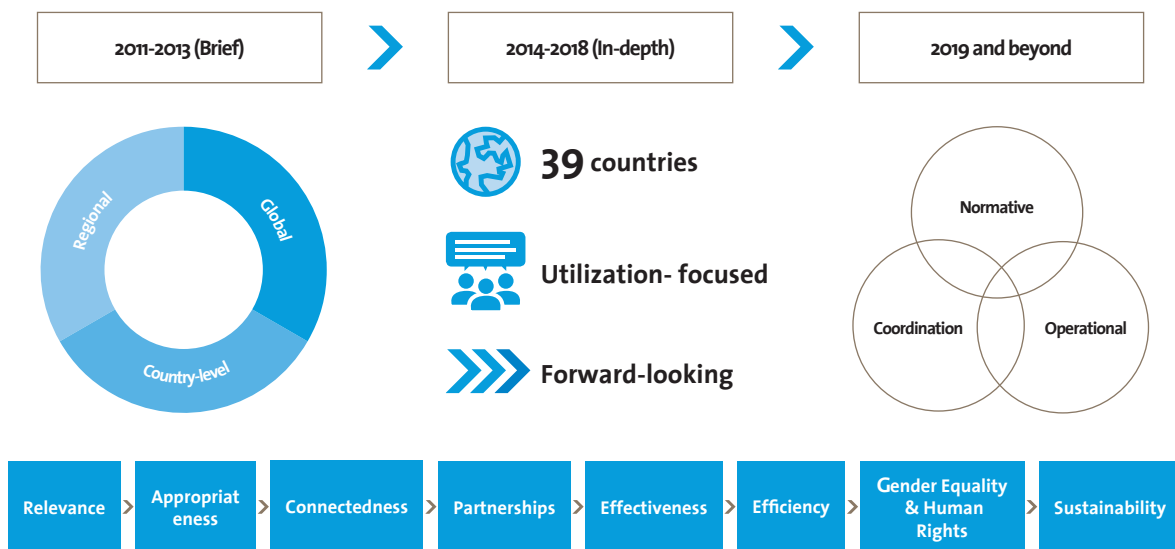 2011-2013 (Brief)
2014-2018 (In-depth)
2019 and beyond
Regional
Global
Country-level
39 countries
Utilization- focused
Forward-looking
Normative
Coordination
Operational
Relevance
Appropriat
eness
Connectedness
Partnerships
Effectiveness
Efficiency
Gender Equality
& Human
Rights
Sustainability